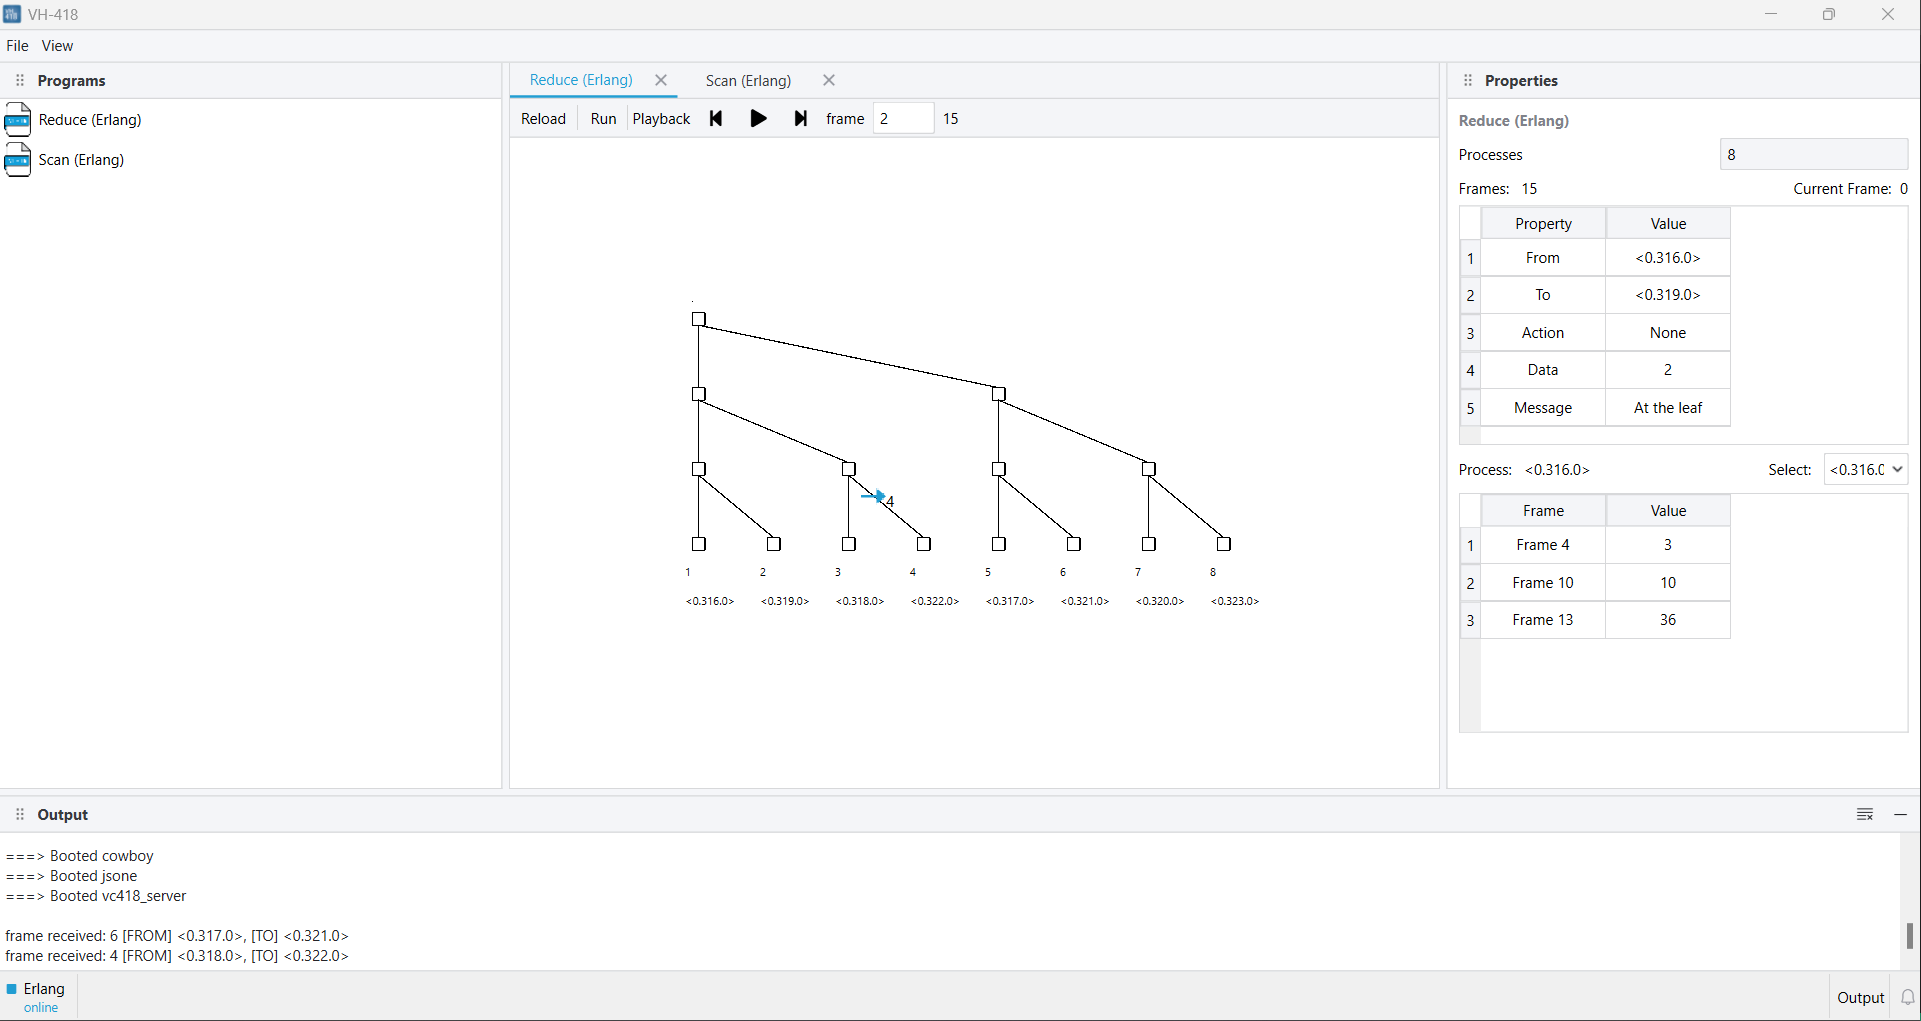 VH-418
File View
Programs
Reduce (Erlang)
Scan (Erlang)
Reduce (Erlang) Scan (Erlang)
Reload Run Playback frame 2 15
4
1 2 3 4 5 6 7 8
<0.316.0> <0.319.0> <0.318.0> <0.322.0> <0.317.0> <0.321.0> <0.320.0> <0.323.0>
Properties
Reduce (Erlang)
Processes 8
Frames: 15 Current Frame: 0
Property Value
1 From <0.316.0>
2 To <0.319.0>
3 Action None
4 Data 2
5 Message At the leaf
Process: <0.316.0> Select: <0.316.0
Frame Value
1 Frame 4 3
2 Frame 10 10
3 Frame 13 36
Output
===> Booted cowboy
===> Booted jsone
===> Booted vc418_server
frame received: 6 [FROM] <0.317.0>, [TO] <0.321.0>
frame received: 4 [FROM] <0.318.0>, [TO] <0.322.0>
Erlang
online
Output